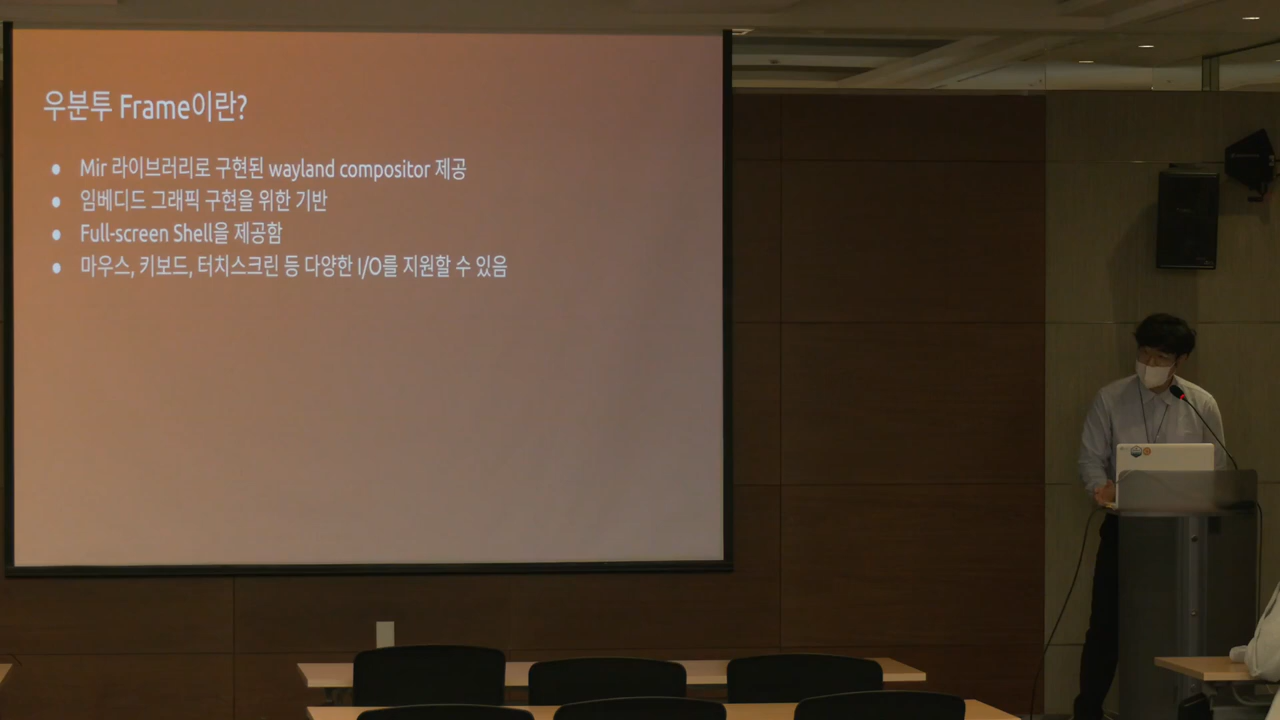 우분투 Frame이란?
● Mir 라이브러리로 구현된 wayland compositor 제공
● 임베디드 그래픽 구현을 위한 기반
● Full-screen Shell을 제공함
● 마우스, 키보드, 터치스크린 등 다양한 I/O를 지원할 수 있음